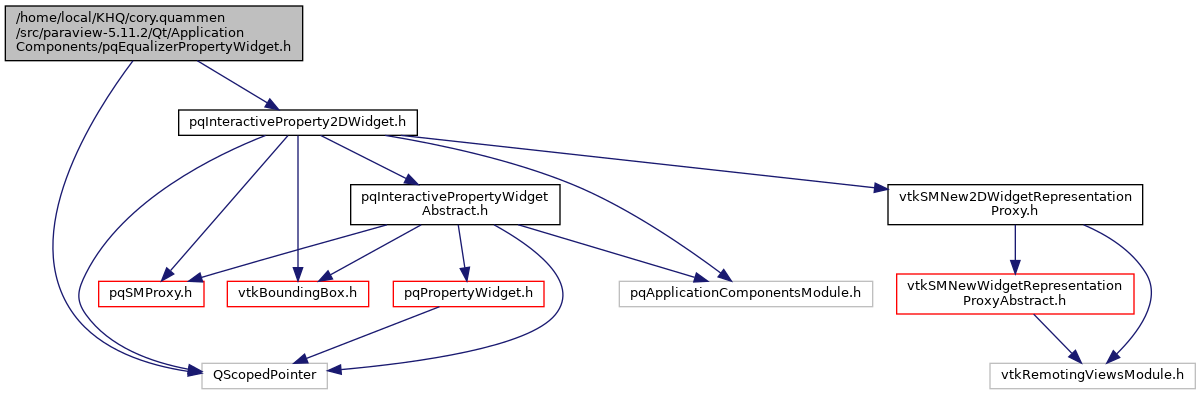 /home/local/KHQ/cory.quammen
/src/paraview-5.11.2/Qt/Application
Components/pqEqualizerPropertyWidget.h
pqInteractiveProperty2DWidget.h
pqInteractivePropertyWidget
Abstract.h
vtkSMNew2DWidgetRepresentation
Proxy.h
pqSMProxy.h
vtkBoundingBox.h
pqPropertyWidget.h
pqApplicationComponentsModule.h
vtkSMNewWidgetRepresentation
ProxyAbstract.h
QScopedPointer
vtkRemotingViewsModule.h